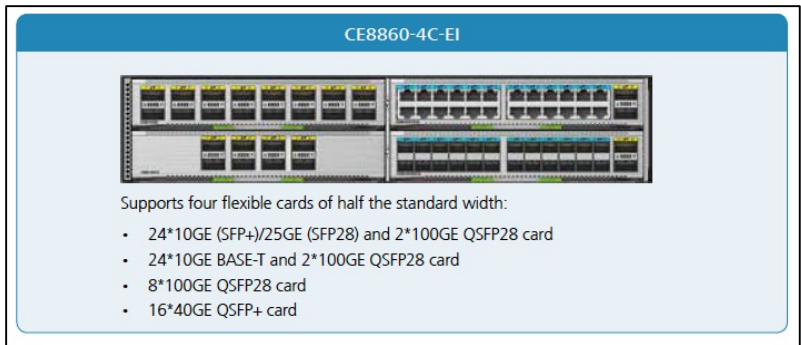 CE8860-4C-EI
Supports four flexible cards of half the standard width:
• 24*10GE (SFP+)/25GE (SFP28) and 2*100GE QSFP28 card
• 24*10GE BASE-T and 2*100GE QSFP28 card
• 8*100GE QSFP28 card
• 16*40GE QSFP+ card